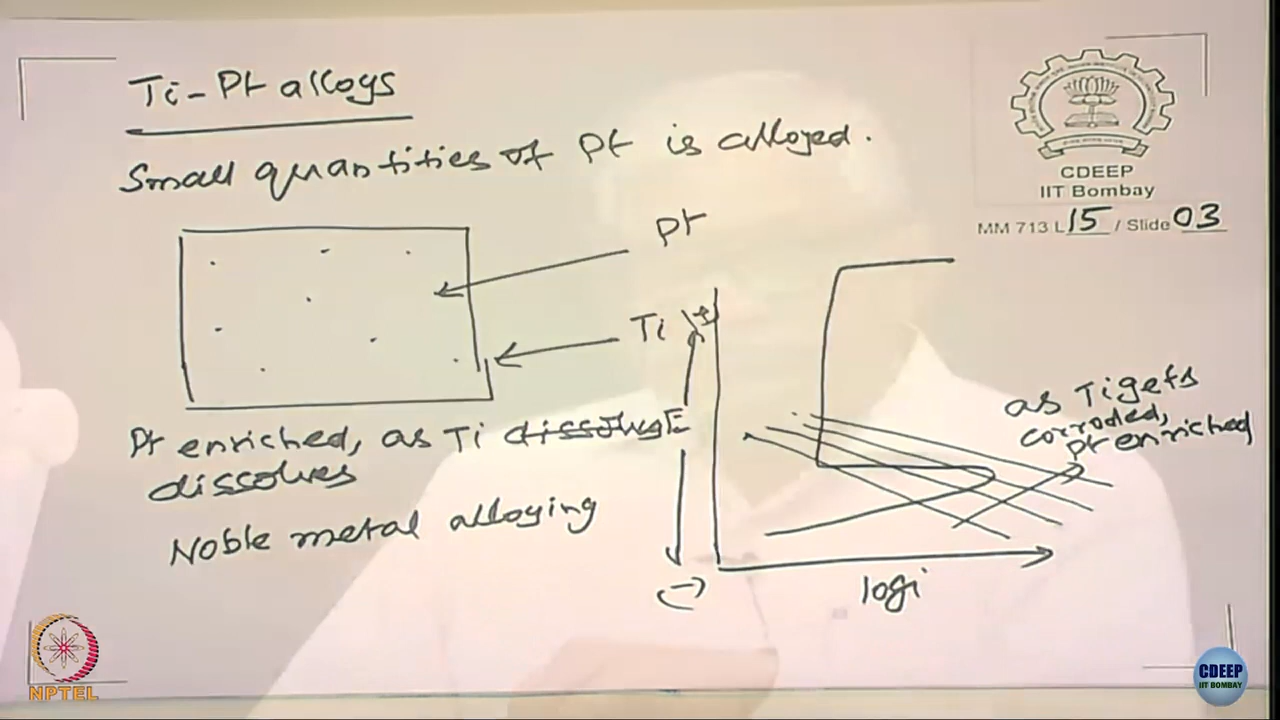 Ti-Pt alloys
Small quantities of Pt is alloyed.
CDEEP
IIT Bombay
MM 713 L 15 / Slide 03
Pt
Ti
(+)
E
(-)
log i
as Ti gets
corroded,
Pt enriched
Pt enriched, as Ti
dissolves
Noble metal alloying
NPTEL
CDEEP
IIT BOMBAY